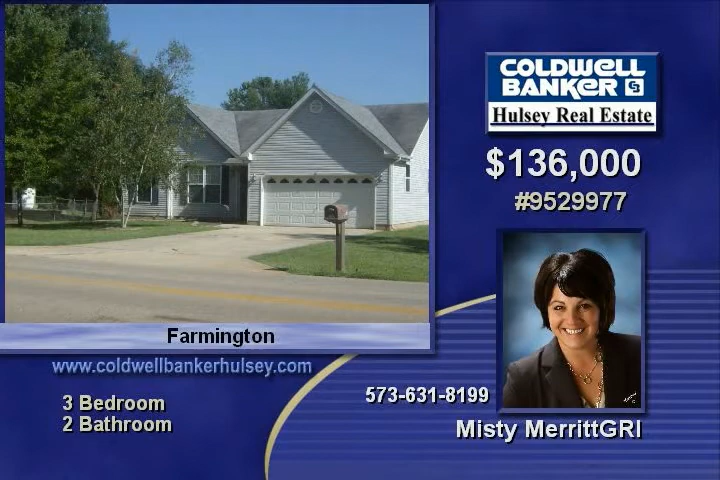 COLDWELL
BANKER CB
Hulsey Real Estate
$136,000
#9529977
Farmington
www.coldwellbankerhulsey.com
3 Bedroom
2 Bathroom
573-631-8199
Misty MerrittGRI